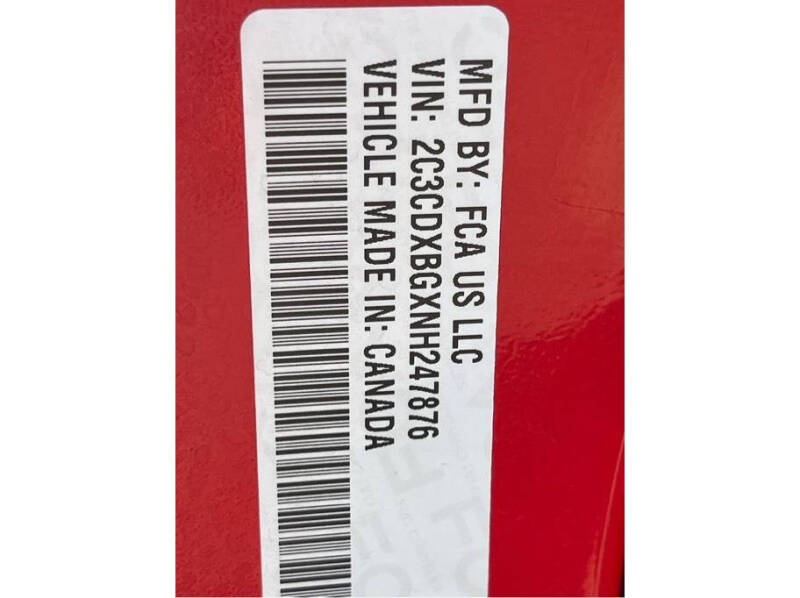 MFD BY: FCA US LLC
VIN: 2C3CDXBGXNH247876
VEHICLE MADE IN: CANADA